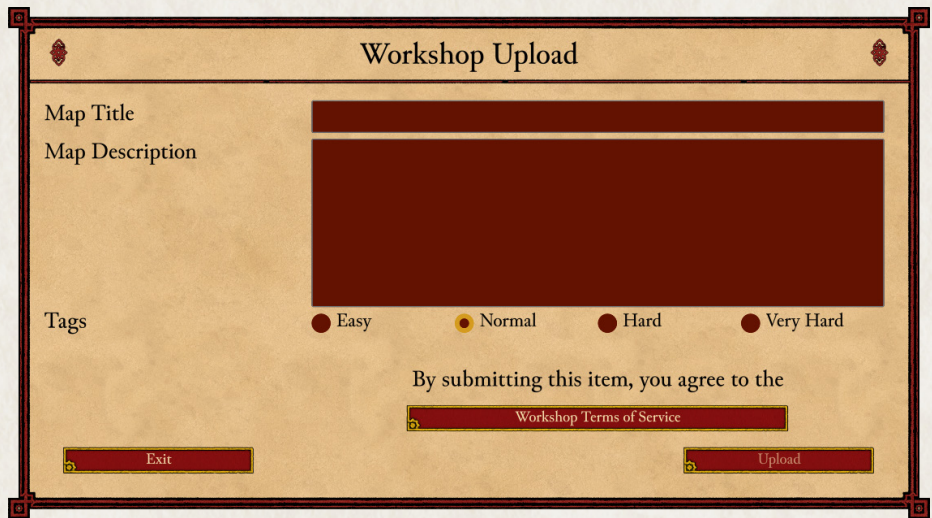 Workshop Upload
Map Title
Map Description
Tags
Easy
Normal
Hard
Very Hard
By submitting this item, you agree to the
Workshop Terms of Service
Exit
Upload